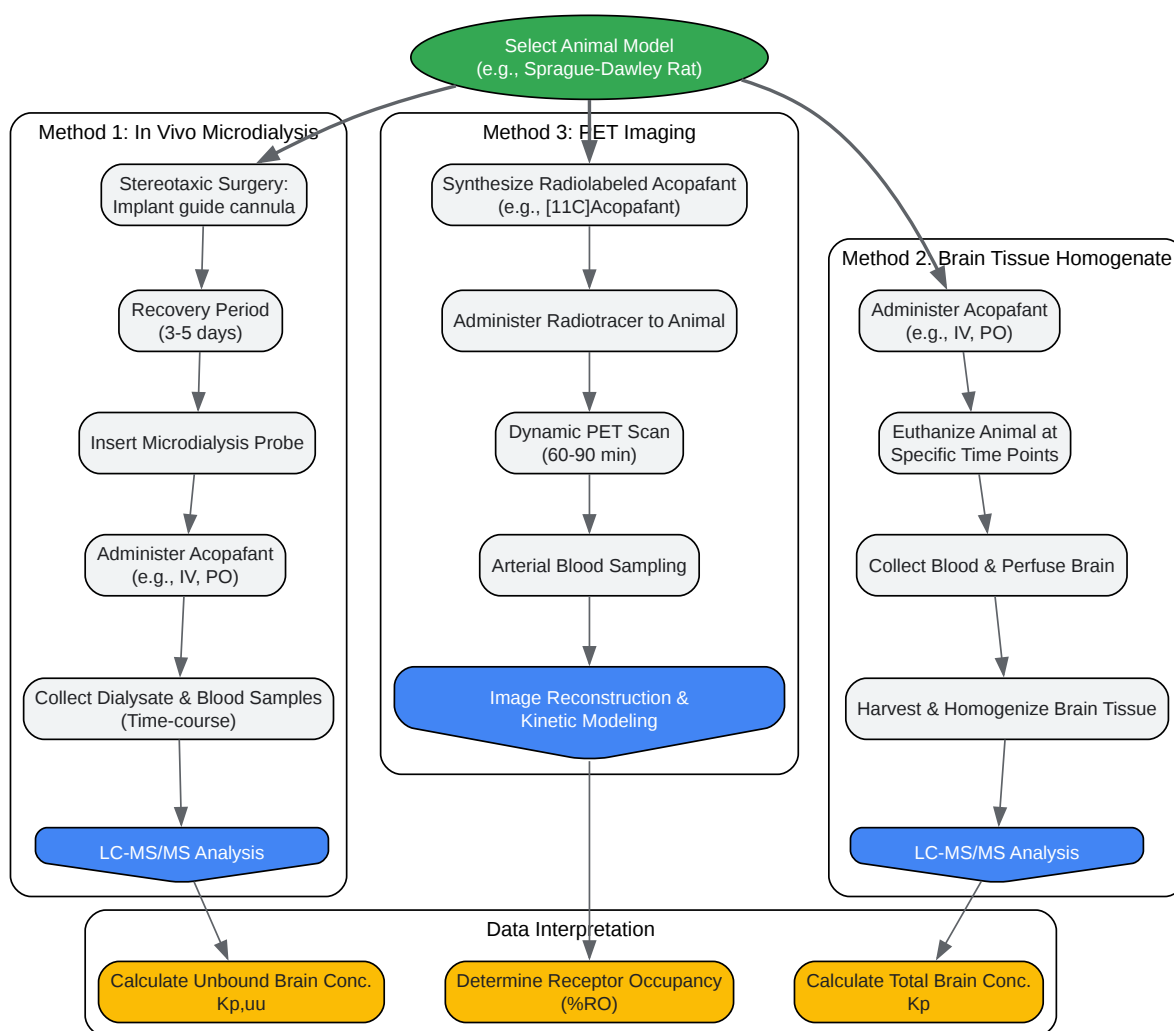 Select Animal Model
(e.g., Sprague-Dawley Rat)
Method 1: In Vivo Microdialysis
Stereotaxic Surgery:
Implant guide cannula
Recovery Period
(3-5 days)
Insert Microdialysis Probe
Administer Acopafant
(e.g., IV, PO)
Collect Dialysate & Blood Samples
(Time-course)
LC-MS/MS Analysis
Method 3: PET Imaging
Synthesize Radiolabeled Acopafant
(e.g., [11C]Acopafant)
Administer Radiotracer to Animal
Dynamic PET Scan
(60-90 min)
Arterial Blood Sampling
Image Reconstruction &
Kinetic Modeling
Method 2: Brain Tissue Homogenate
Administer Acopafant
(e.g., IV, PO)
Euthanize Animal at
Specific Time Points
Collect Blood & Perfuse Brain
Harvest & Homogenize Brain Tissue
LC-MS/MS Analysis
Data Interpretation
Calculate Unbound Brain Conc.
Kp,uu
Determine Receptor Occupancy
(%RO)
Calculate Total Brain Conc.
Kp